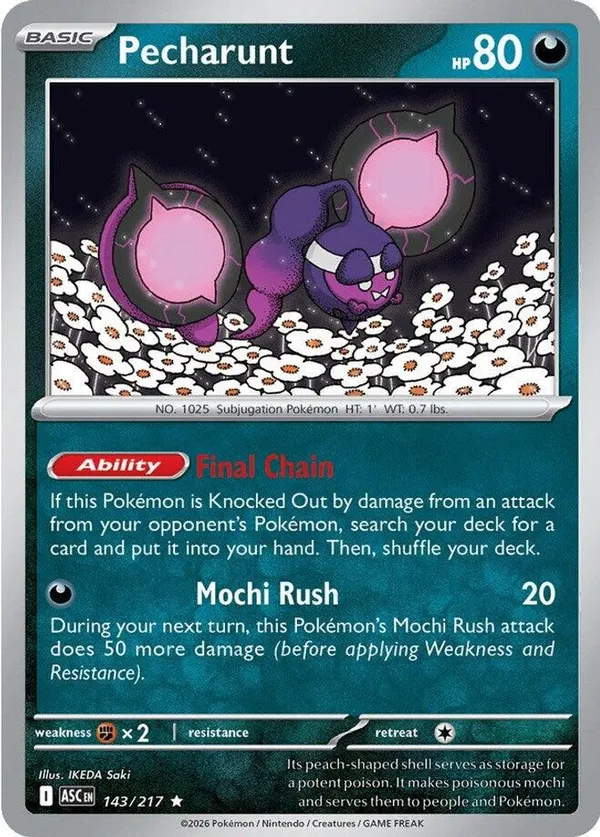 BASIC
Pecharunt
HP 80
NO. 1025 Subjugation Pokémon HT: 1' WT: 0.7 lbs.
Ability Final Chain
If this Pokémon is Knocked Out by damage from an attack
from your opponent's Pokémon, search your deck for a
card and put it into your hand. Then, shuffle your deck.
Mochi Rush 20
During your next turn, this Pokémon's Mochi Rush attack
does 50 more damage (before applying Weakness and
Resistance).
weakness ×2 resistance retreat
Illus. IKEDA Saki
I ASC EN 143/217
Its peach-shaped shell serves as storage for
a potent poison. It makes poisonous mochi
and serves them to people and Pokémon.
©2026 Pokémon / Nintendo / Creatures / GAME FREAK